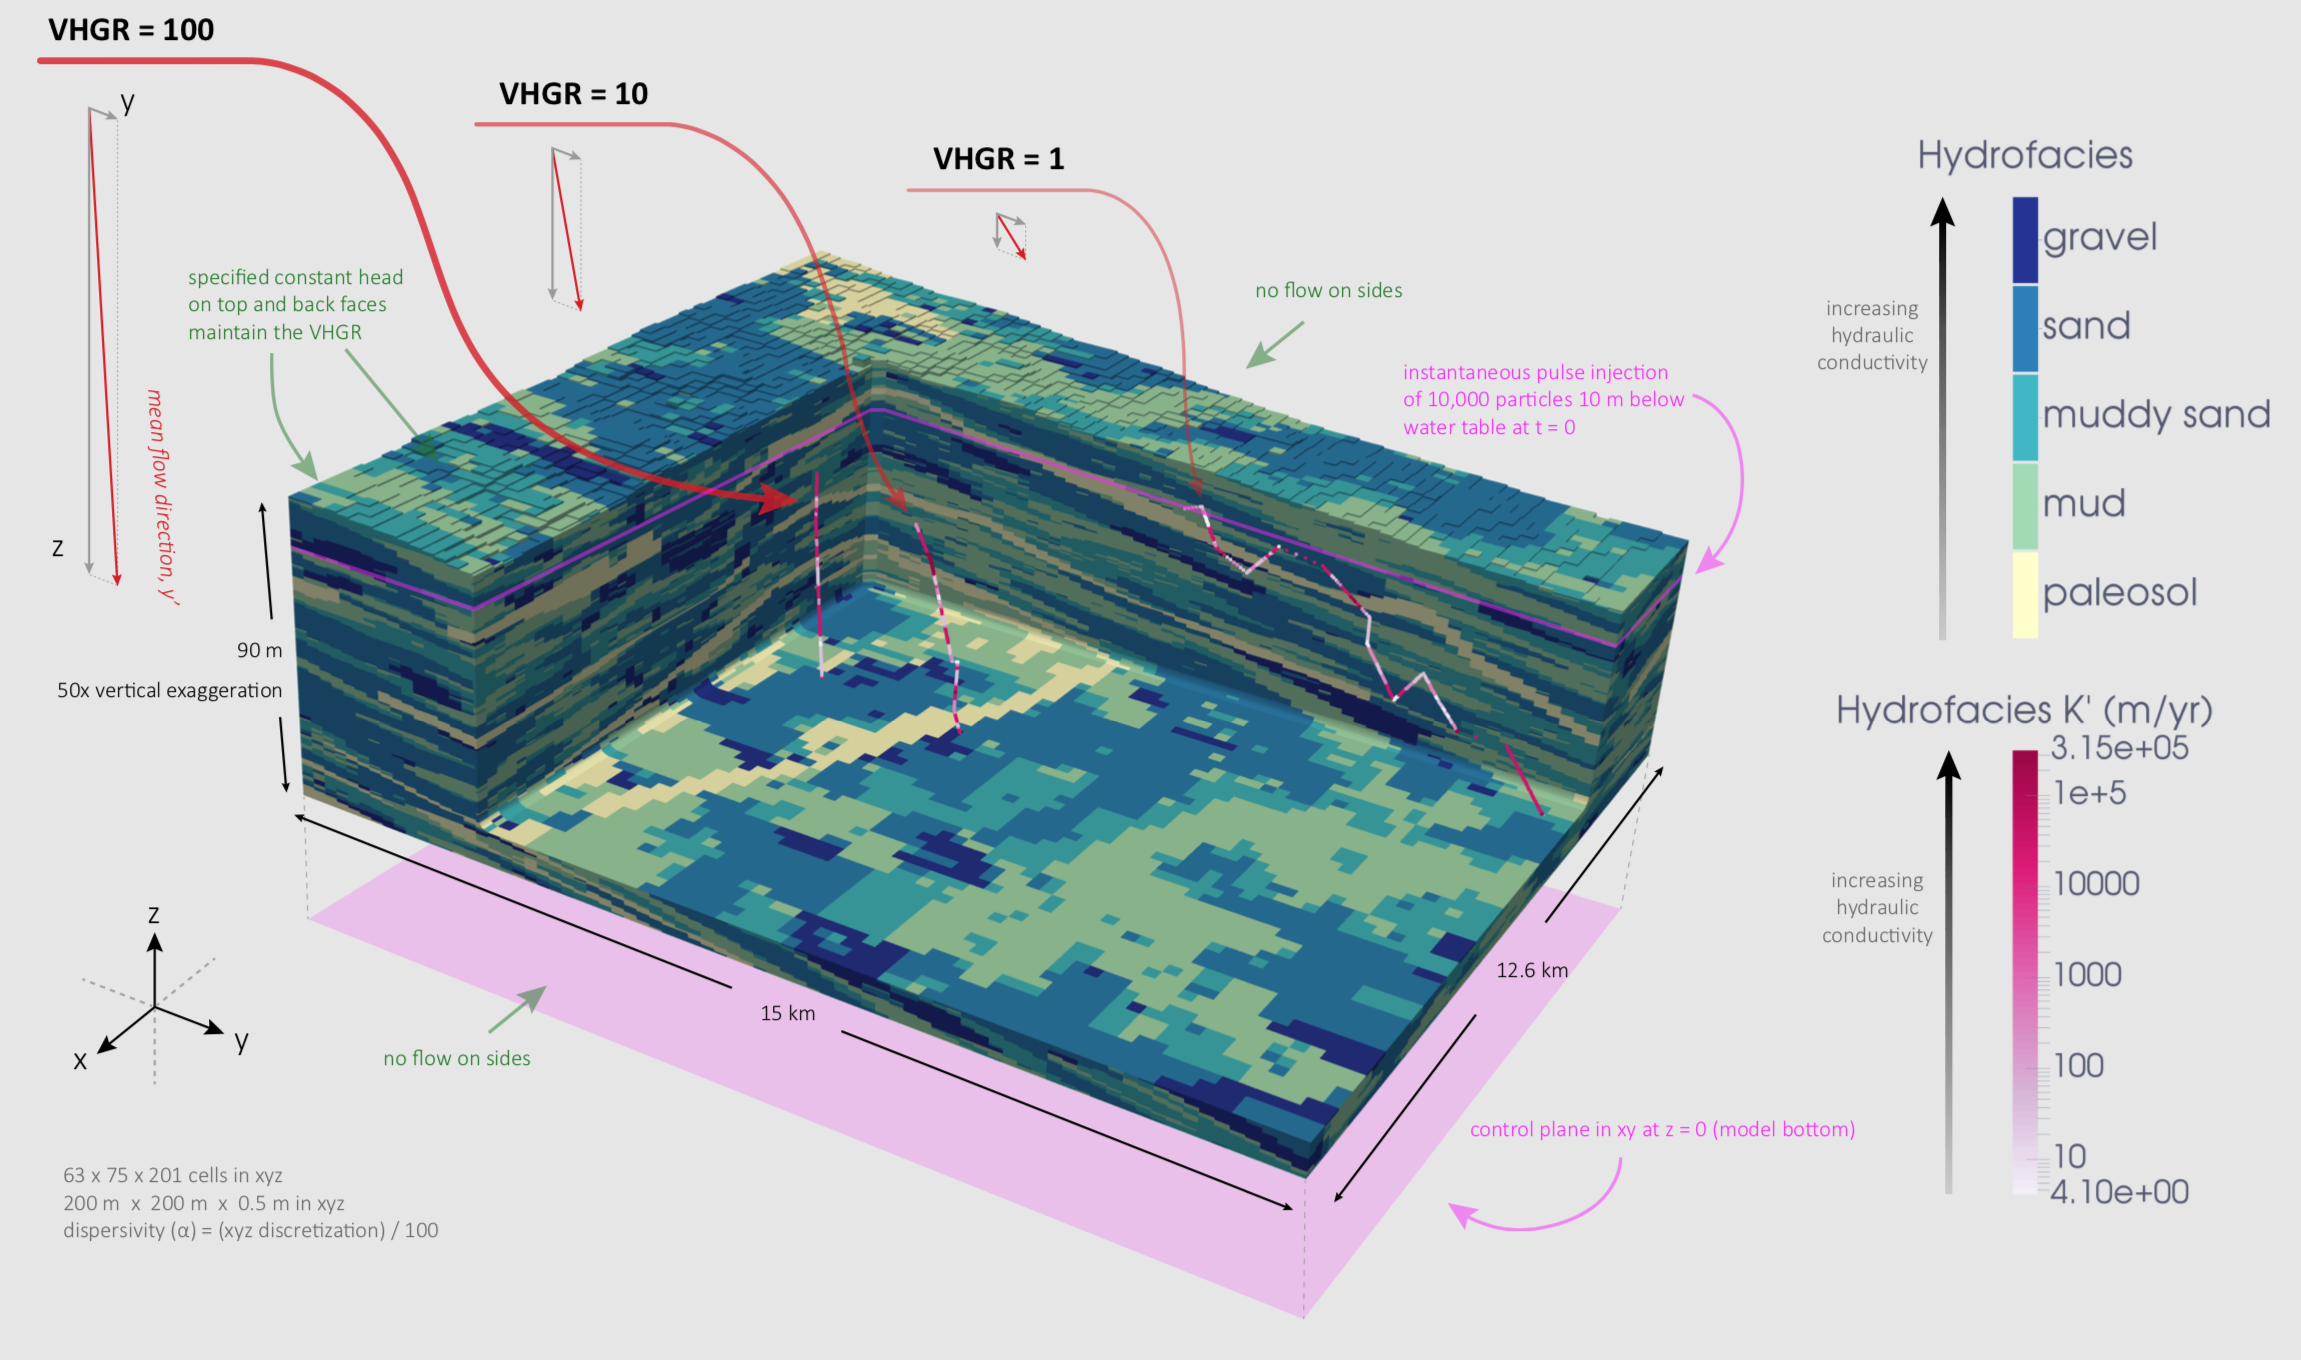 VHGR = 100
VHGR = 10
VHGR = 1
y
z
mean flow direction, y'
specified constant head
on top and back faces
maintain the VHGR
no flow on sides
instantaneous pulse injection
of 10,000 particles 10 m below
water table at t = 0
90 m
50x vertical exaggeration
15 km
12.6 km
z
x
y
no flow on sides
control plane in xy at z = 0 (model bottom)
63 x 75 x 201 cells in xyz
200 m x 200 m x 0.5 m in xyz
dispersivity (α) = (xyz discretization) / 100
Hydrofacies
increasing
hydraulic
conductivity
gravel
sand
muddy sand
mud
paleosol
Hydrofacies K' (m/yr)
increasing
hydraulic
conductivity
3.15e+05
1e+5
10000
1000
100
10
4.10e+00